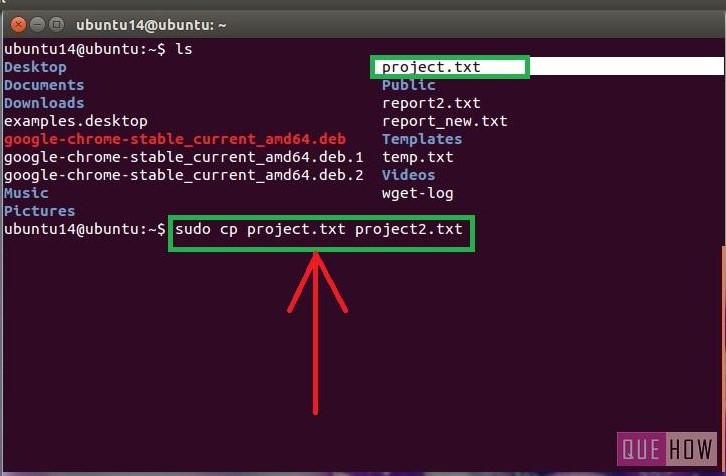 ubuntu14@ubuntu: ~
ubuntu14@ubuntu:~$ ls
Desktop project.txt
Documents Public
Downloads report2.txt
examples.desktop report_new.txt
google-chrome-stable_current_amd64.deb Templates
google-chrome-stable_current_amd64.deb.1 temp.txt
google-chrome-stable_current_amd64.deb.2 Videos
Music wget-log
Pictures
ubuntu14@ubuntu:~$ sudo cp project.txt project2.txt
QUE HOW